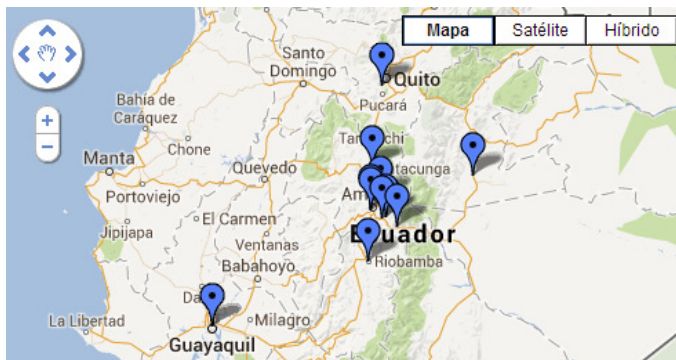 Mapa Satélite Híbrido
Santo
Domingo
Quito
Pucará
Bahía de
Caráquez
Chone
Manta
Quevedo
Portoviejo
El Carmen
Jipijapa
Ventanas
Ecuador
Babahoyo
Riobamba
La Libertad
Milagro
Guayaquil